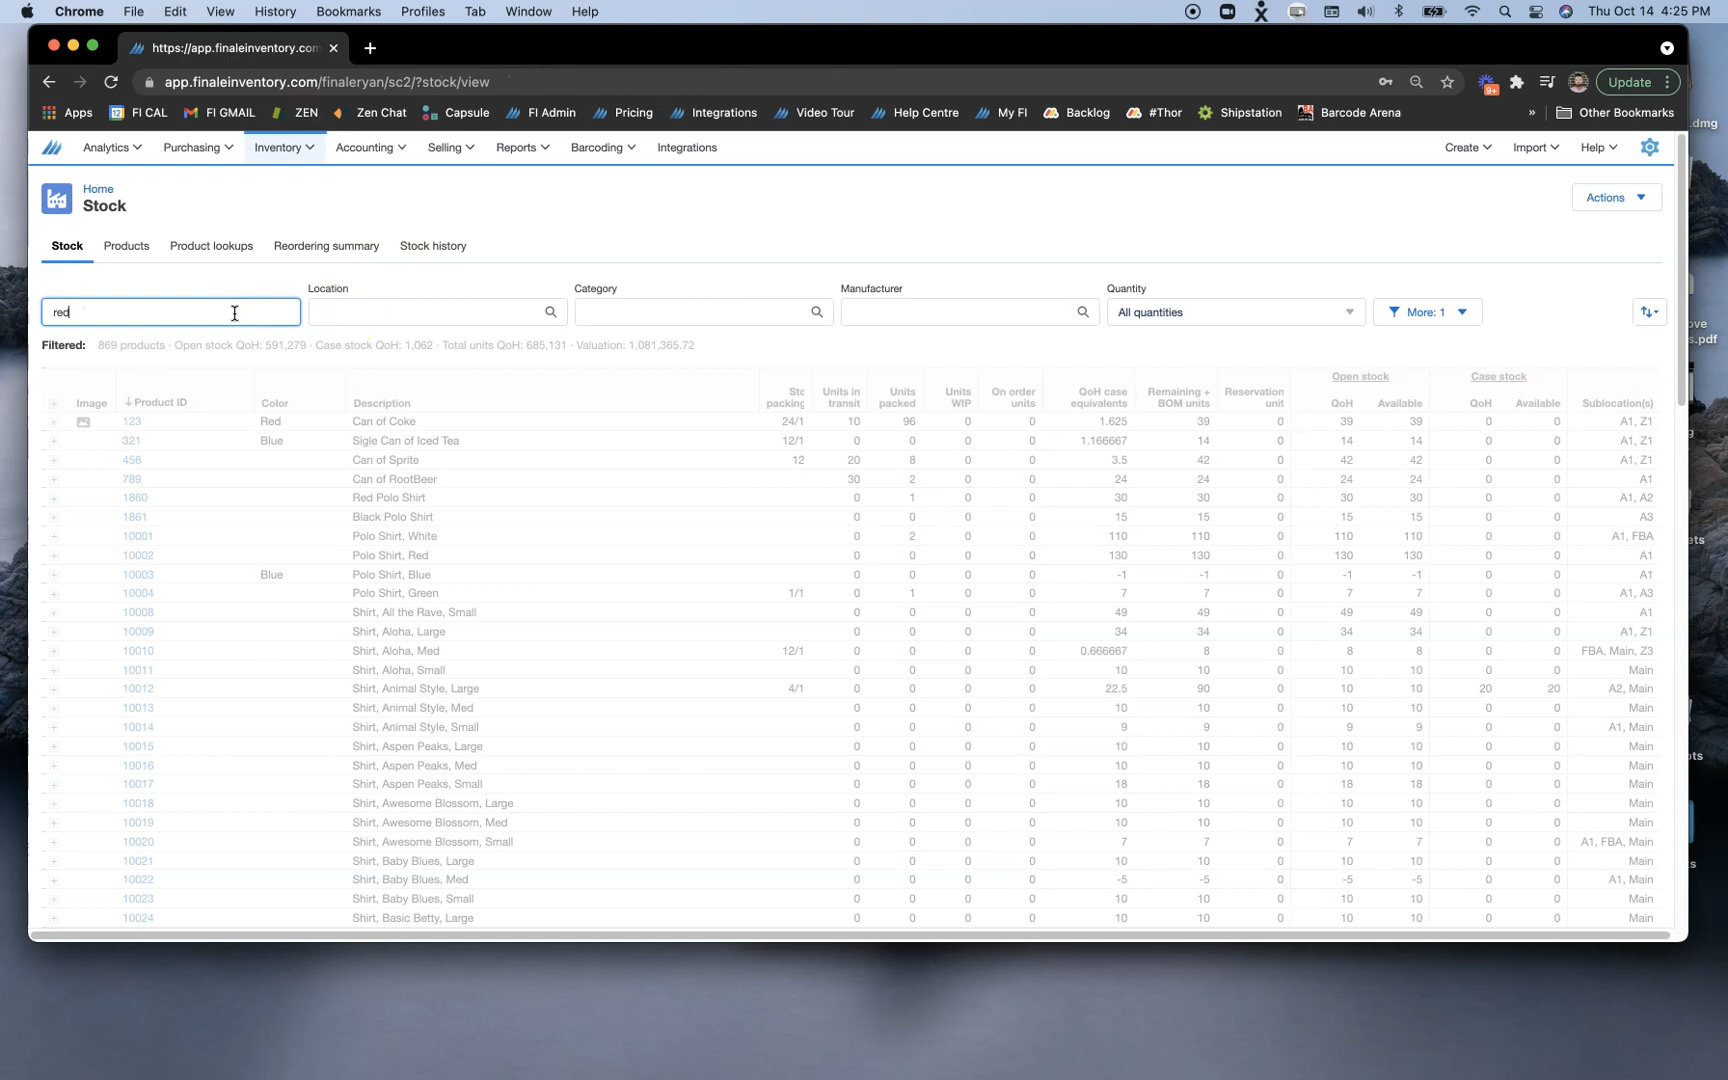 Chrome File Edit View History Bookmarks Profiles Tab Window Help Thu Oct 14 4:25 PM
https://app.finaleinventory.com
app.finaleinventory.com/finaleryan/sc2/?stock/view 9+ Update
Apps FI CAL FI GMAIL ZEN Zen Chat Capsule FI Admin Pricing Integrations Video Tour Help Centre My FI Backlog #Thor Shipstation Barcode Arena » Other Bookmarks
Analytics Purchasing Inventory Accounting Selling Reports Barcoding Integrations Create Import Help
Home
Stock
Actions
Stock Products Product lookups Reordering summary Stock history
Location Category Manufacturer Quantity
red All quantities More: 1
Filtered: 869 products · Open stock QoH: 591,279 · Case stock QoH: 1,062 · Total units QoH: 685,131 · Valuation: 1,081,365.72
Open stock Case stock
Image Product ID Color Description Stc packing Units in transit Units packed Units WIP On order units QoH case equivalents Remaining + BOM units Reservation unit QoH Available QoH Available Sublocation(s)
123 Red Can of Coke 24/1 10 96 0 0 1.625 39 0 39 39 0 0 A1, Z1
321 Blue Sigle Can of Iced Tea 12/1 0 0 0 0 1.166667 14 0 14 14 0 0 A1, Z1
456 Can of Sprite 12 20 8 0 0 3.5 42 0 42 42 0 0 A1, Z1
789 Can of RootBeer 30 2 0 0 24 24 0 24 24 0 0 A1
1860 Red Polo Shirt 0 1 0 0 30 30 0 30 30 0 0 A1, A2
1861 Black Polo Shirt 0 0 0 0 15 15 0 15 15 0 0 A3
10001 Polo Shirt, White 0 2 0 0 110 110 0 110 110 0 0 A1, FBA
10002 Polo Shirt, Red 0 0 0 0 130 130 0 130 130 0 0 A1
10003 Blue Polo Shirt, Blue 0 0 0 0 -1 -1 0 -1 -1 0 0 A1
10004 Polo Shirt, Green 1/1 0 1 0 0 7 7 0 7 7 0 0 A1, A3
10008 Shirt, All the Rave, Small 0 0 0 0 49 49 0 49 49 0 0 A1
10009 Shirt, Aloha, Large 0 0 0 0 34 34 0 34 34 0 0 A1, Z1
10010 Shirt, Aloha, Med 12/1 0 0 0 0 0.666667 8 0 8 8 0 0 FBA, Main, Z3
10011 Shirt, Aloha, Small 0 0 0 0 10 10 0 10 10 0 0 Main
10012 Shirt, Animal Style, Large 4/1 0 0 0 0 22.5 90 0 10 10 20 20 A2, Main
10013 Shirt, Animal Style, Med 0 0 0 0 10 10 0 10 10 0 0 Main
10014 Shirt, Animal Style, Small 0 0 0 0 9 9 0 9 9 0 0 A1, Main
10015 Shirt, Aspen Peaks, Large 0 0 0 0 10 10 0 10 10 0 0 Main
10016 Shirt, Aspen Peaks, Med 0 0 0 0 10 10 0 10 10 0 0 Main
10017 Shirt, Aspen Peaks, Small 0 0 0 0 18 18 0 18 18 0 0 Main
10018 Shirt, Awesome Blossom, Large 0 0 0 0 10 10 0 10 10 0 0 Main
10019 Shirt, Awesome Blossom, Med 0 0 0 0 10 10 0 10 10 0 0 Main
10020 Shirt, Awesome Blossom, Small 0 0 0 0 7 7 0 7 7 0 0 A1, FBA, Main
10021 Shirt, Baby Blues, Large 0 0 0 0 10 10 0 10 10 0 0 Main
10022 Shirt, Baby Blues, Med 0 0 0 0 -5 -5 0 -5 -5 0 0 A1, Main
10023 Shirt, Baby Blues, Small 0 0 0 0 10 10 0 10 10 0 0 Main
10024 Shirt, Basic Betty, Large 0 0 0 0 10 10 0 10 10 0 0 Main